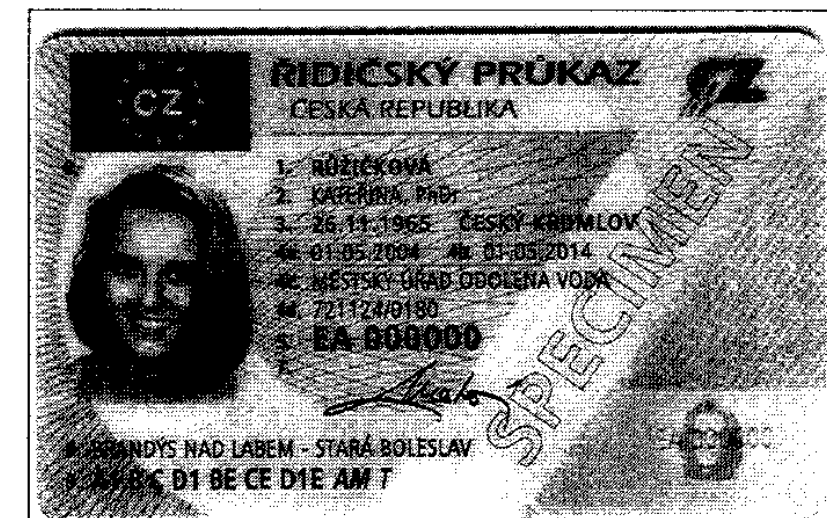 CZ
ŘIDIČSKÝ PRŮKAZ
CZ
ČESKÁ REPUBLIKA
1. RŮŽIČKOVÁ
2. KATEŘINA, PhDr
3. 26.11.1965 ČESKÝ KRUMLOV
4a. 01.05.2004 4b. 01.05.2014
4c. MĚSTSKÝ ÚŘAD ODOLENA VODA
4d. 721124/0180
5. EA 000000
7.
SPECIMEN
8. BRANDÝS NAD LABEM - STARÁ BOLESLAV
9. A1 B C D1 BE CE D1E AM T